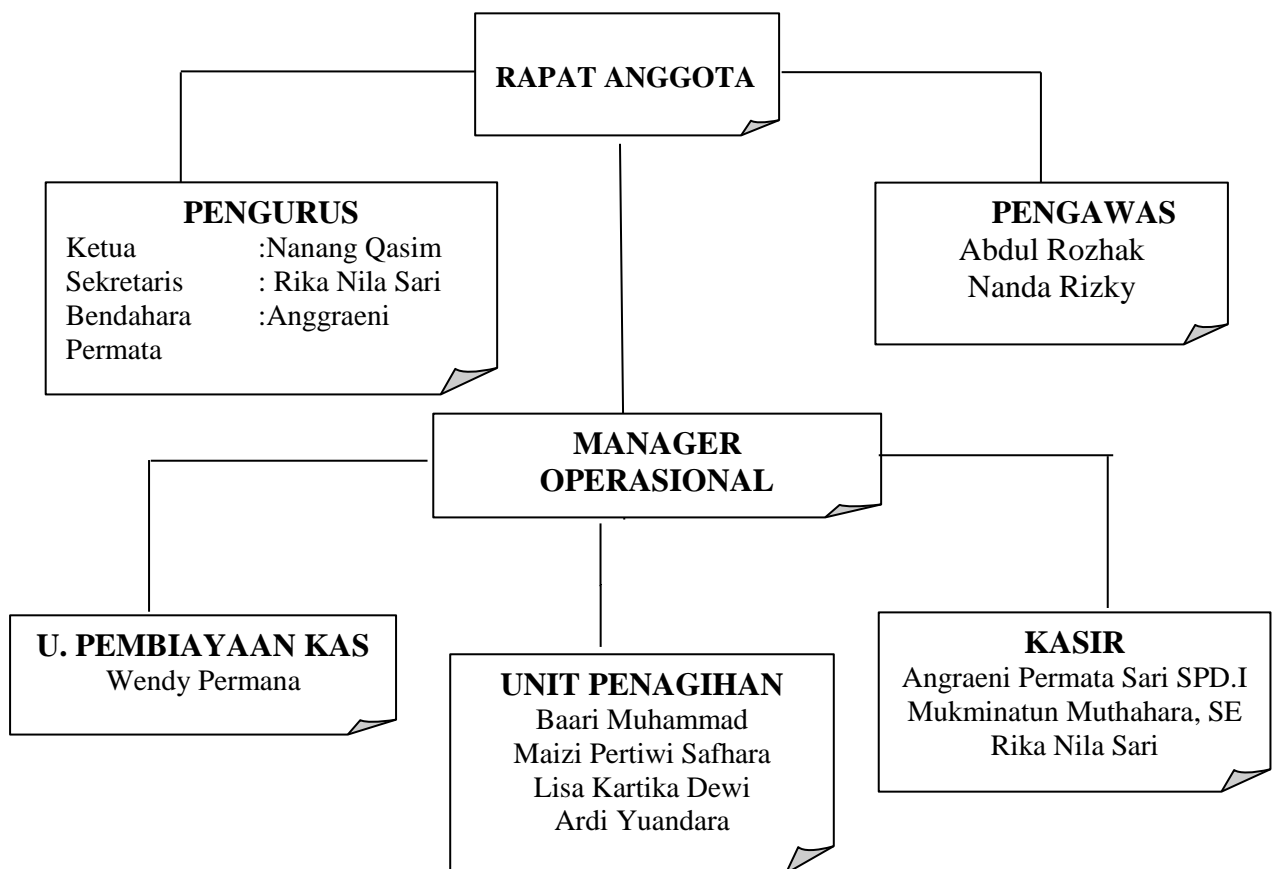 RAPAT ANGGOTA
PENGURUS
Ketua :Nanang Qasim
Sekretaris : Rika Nila Sari
Bendahara :Anggraeni
Permata
PENGAWAS
Abdul Rozhak
Nanda Rizky
MANAGER
OPERASIONAL
U. PEMBIAYAAN KAS
Wendy Permana
UNIT PENAGIHAN
Baari Muhammad
Maizi Pertiwi Safhara
Lisa Kartika Dewi
Ardi Yuandara
KASIR
Angraeni Permata Sari SPD.I
Mukminatun Muthahara, SE
Rika Nila Sari